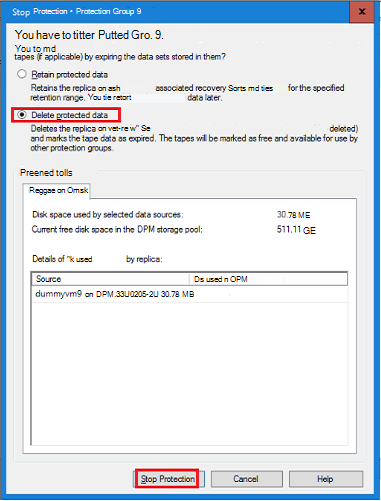 Stop Protection - Protection Group 9
You have to titter Putted Gro. 9.
You to md
tapes (if applicable) by expiring the data sets stored in them?
Retain protected data
Retains the replica on ash associated recovery Sorts md ties for the specified
retention range. You tie retort data later.
Delete protected data
Deletes the replica on vet-re w" Se deleted)
and marks the tape data as expired. The tapes will be marked as free and available for use by
other protection groups.
Preened tolls
Reggae on Omsk
Disk space used by selected data sources: 30.78 ME
Current free disk space in the DPM storage pool: 511.11 GE
Details of "k used by replica:
Source Ds used n OPM
dummyvm9 on DPM.33U0205-2U 30.78 MB
Stop Protection Cancel Help